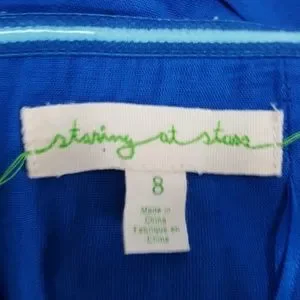 staring at stars
8
Made in
China
Fabriqué en
Chine